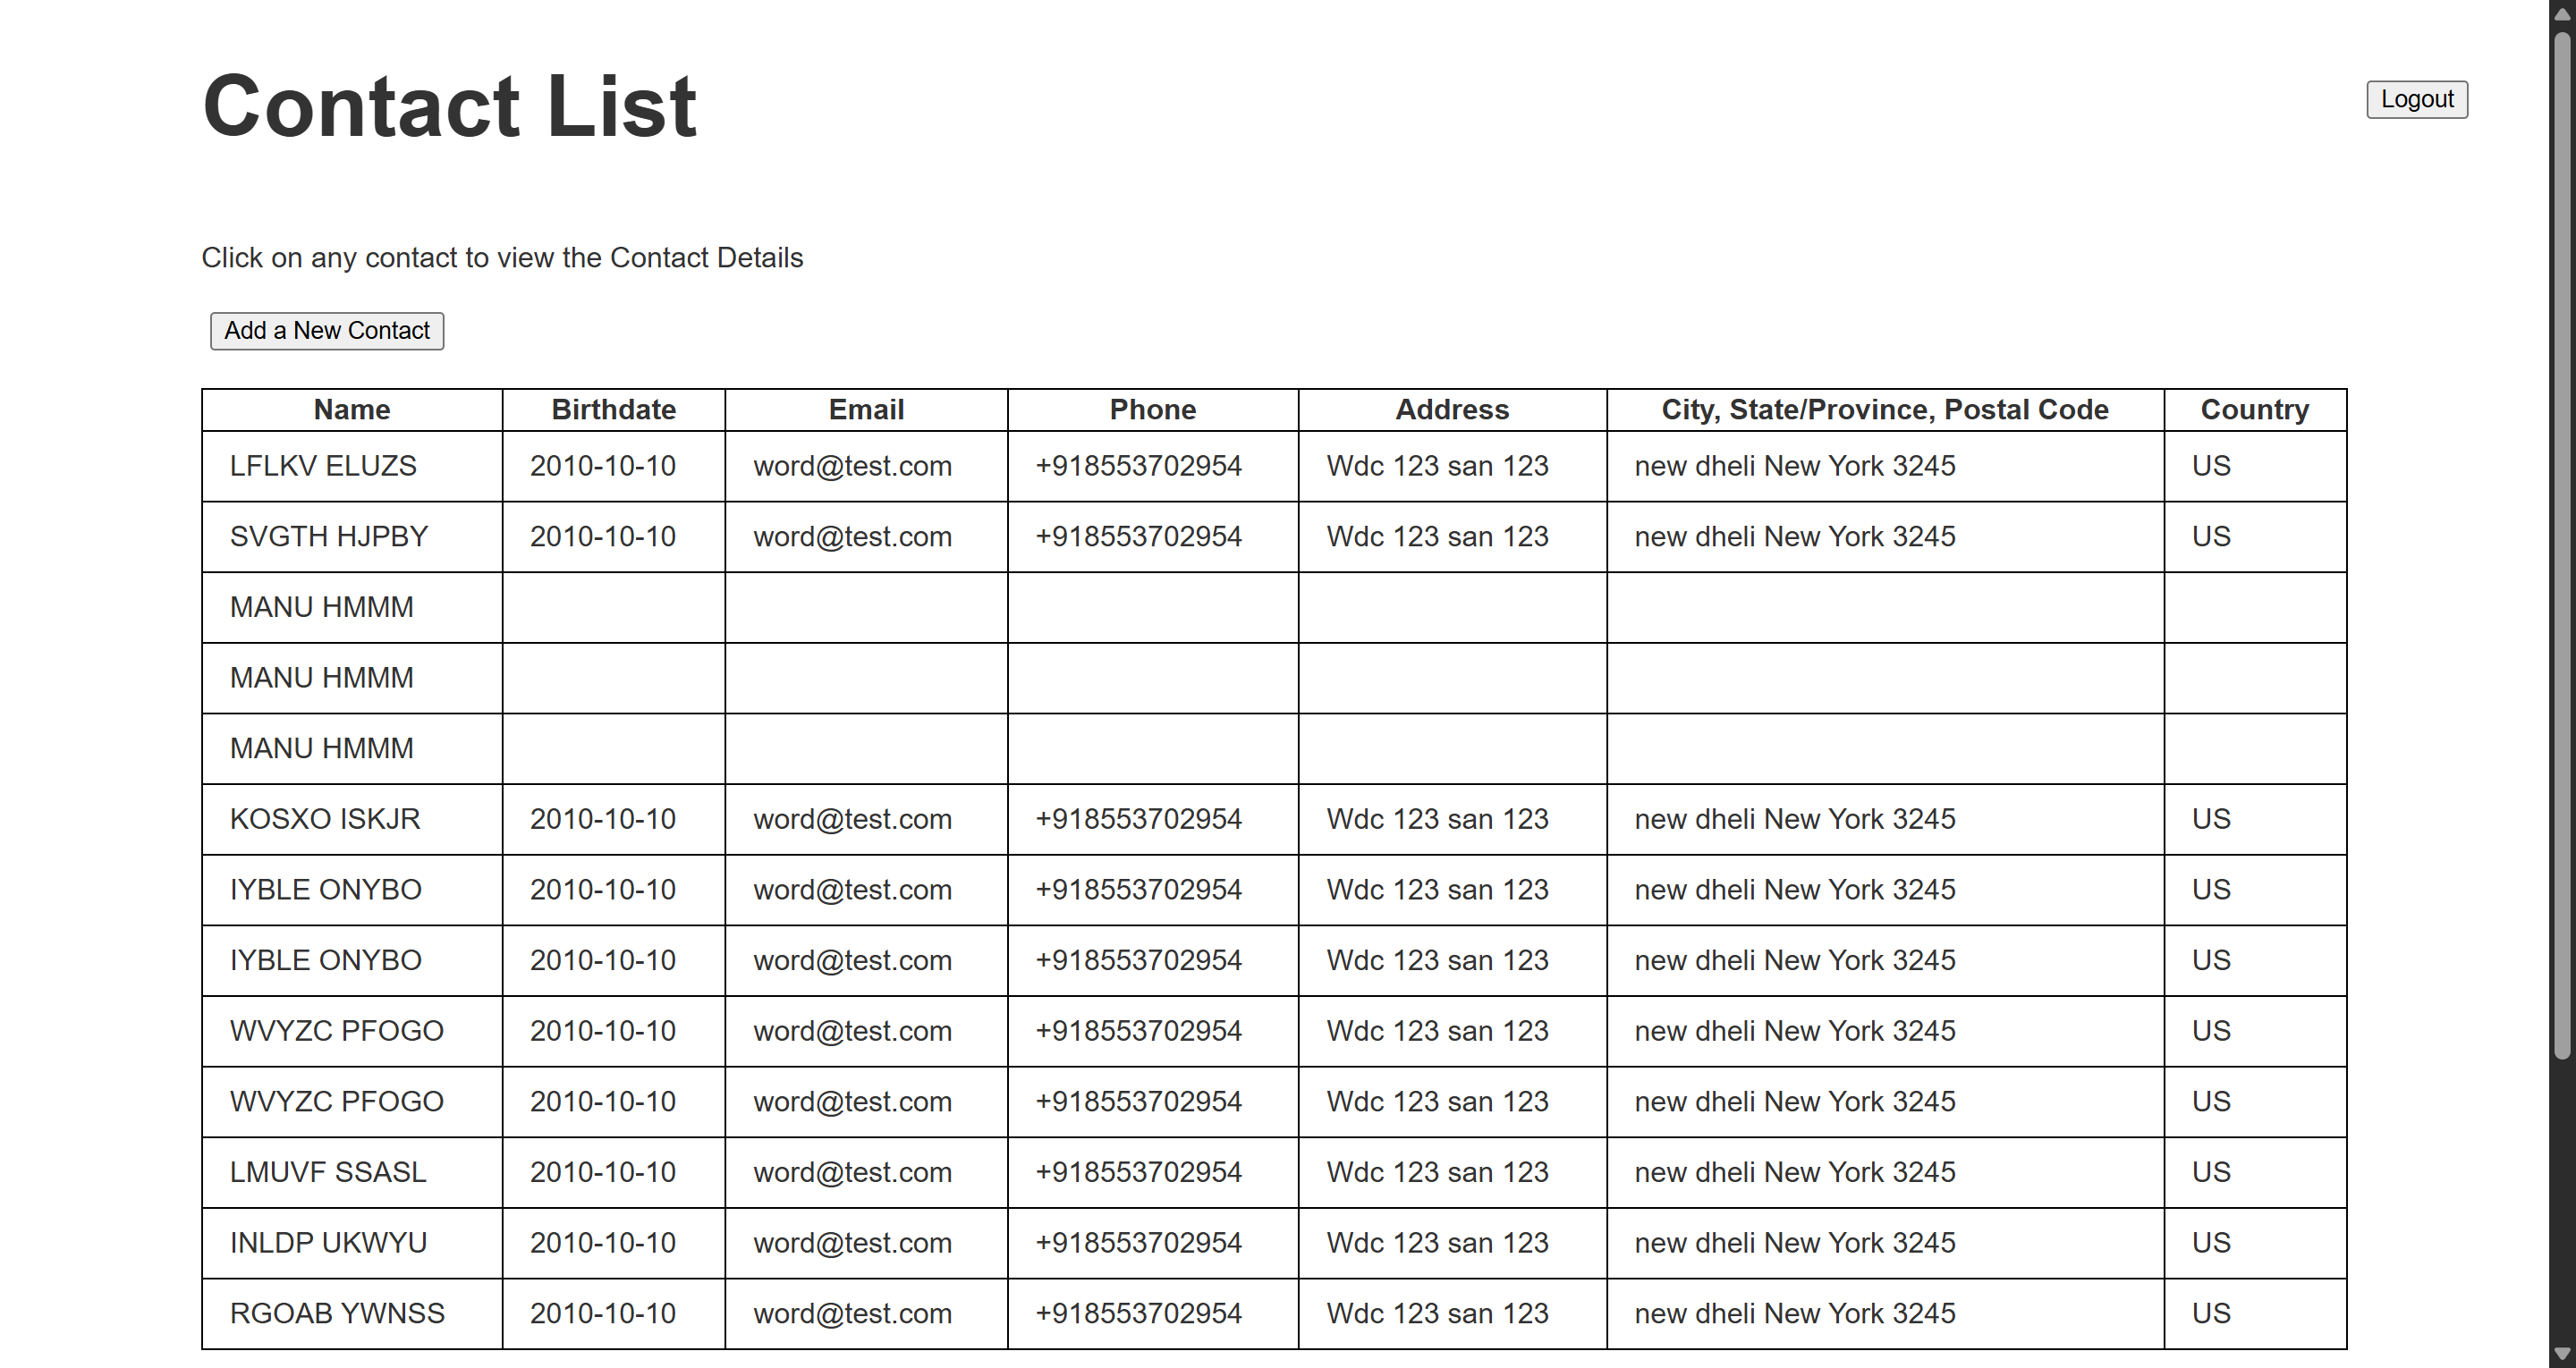 Contact List
Logout
Click on any contact to view the Contact Details
Add a New Contact
Name Birthdate Email Phone Address City, State/Province, Postal Code Country
LFLKV ELUZS 2010-10-10 word@test.com +918553702954 Wdc 123 san 123 new dheli New York 3245 US
SVGTH HJPBY 2010-10-10 word@test.com +918553702954 Wdc 123 san 123 new dheli New York 3245 US
MANU HMMM
MANU HMMM
MANU HMMM
KOSXO ISKJR 2010-10-10 word@test.com +918553702954 Wdc 123 san 123 new dheli New York 3245 US
IYBLE ONYBO 2010-10-10 word@test.com +918553702954 Wdc 123 san 123 new dheli New York 3245 US
IYBLE ONYBO 2010-10-10 word@test.com +918553702954 Wdc 123 san 123 new dheli New York 3245 US
WVYZC PFOGO 2010-10-10 word@test.com +918553702954 Wdc 123 san 123 new dheli New York 3245 US
WVYZC PFOGO 2010-10-10 word@test.com +918553702954 Wdc 123 san 123 new dheli New York 3245 US
LMUVF SSASL 2010-10-10 word@test.com +918553702954 Wdc 123 san 123 new dheli New York 3245 US
INLDP UKWYU 2010-10-10 word@test.com +918553702954 Wdc 123 san 123 new dheli New York 3245 US
RGOAB YWNSS 2010-10-10 word@test.com +918553702954 Wdc 123 san 123 new dheli New York 3245 US